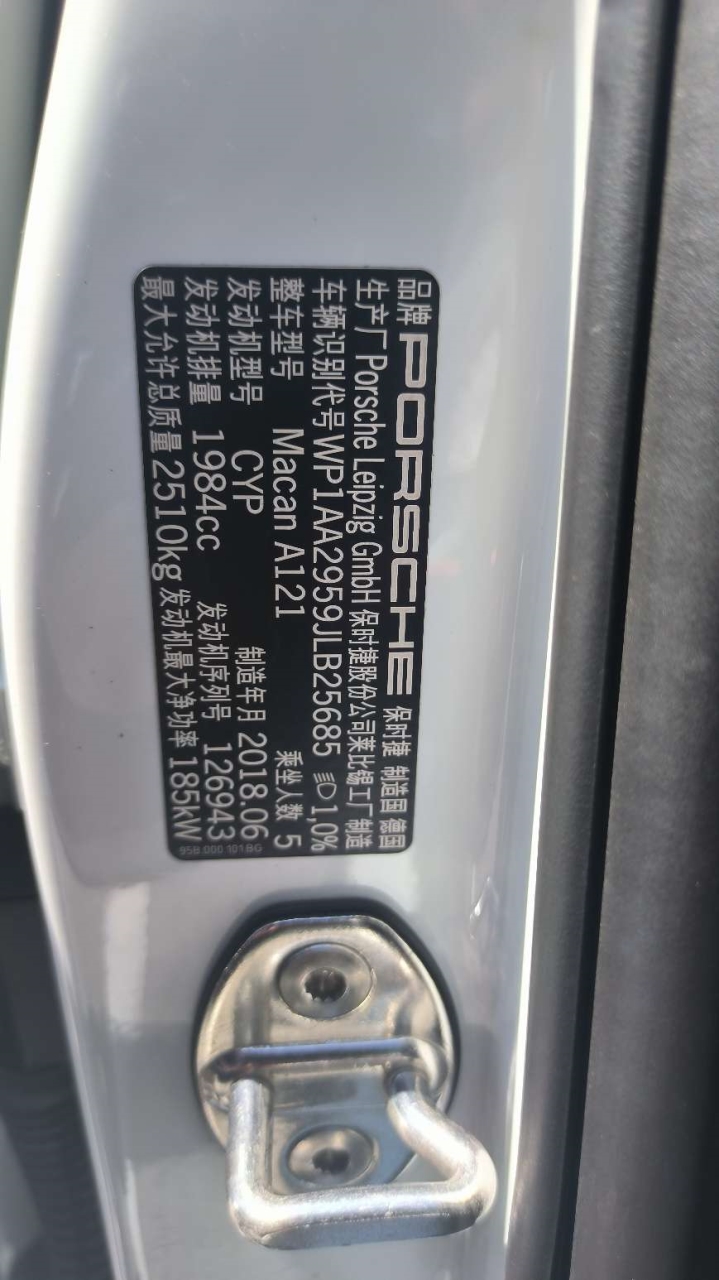 品牌 PORSCHE 保时捷 制造国 德国
生产厂 Porsche Leipzig GmbH 保时捷股份公司莱比锡工厂 制造
车辆识别代号 WP1AA2959JLB25685 1,0%
整车型号 Macan A121 乘坐人数 5
发动机型号 CYP 制造年月 2018.06
发动机排量 1984cc 发动机序列号 126943
最大允许总质量 2510kg 发动机最大净功率 185kW
95B 000 101 BG